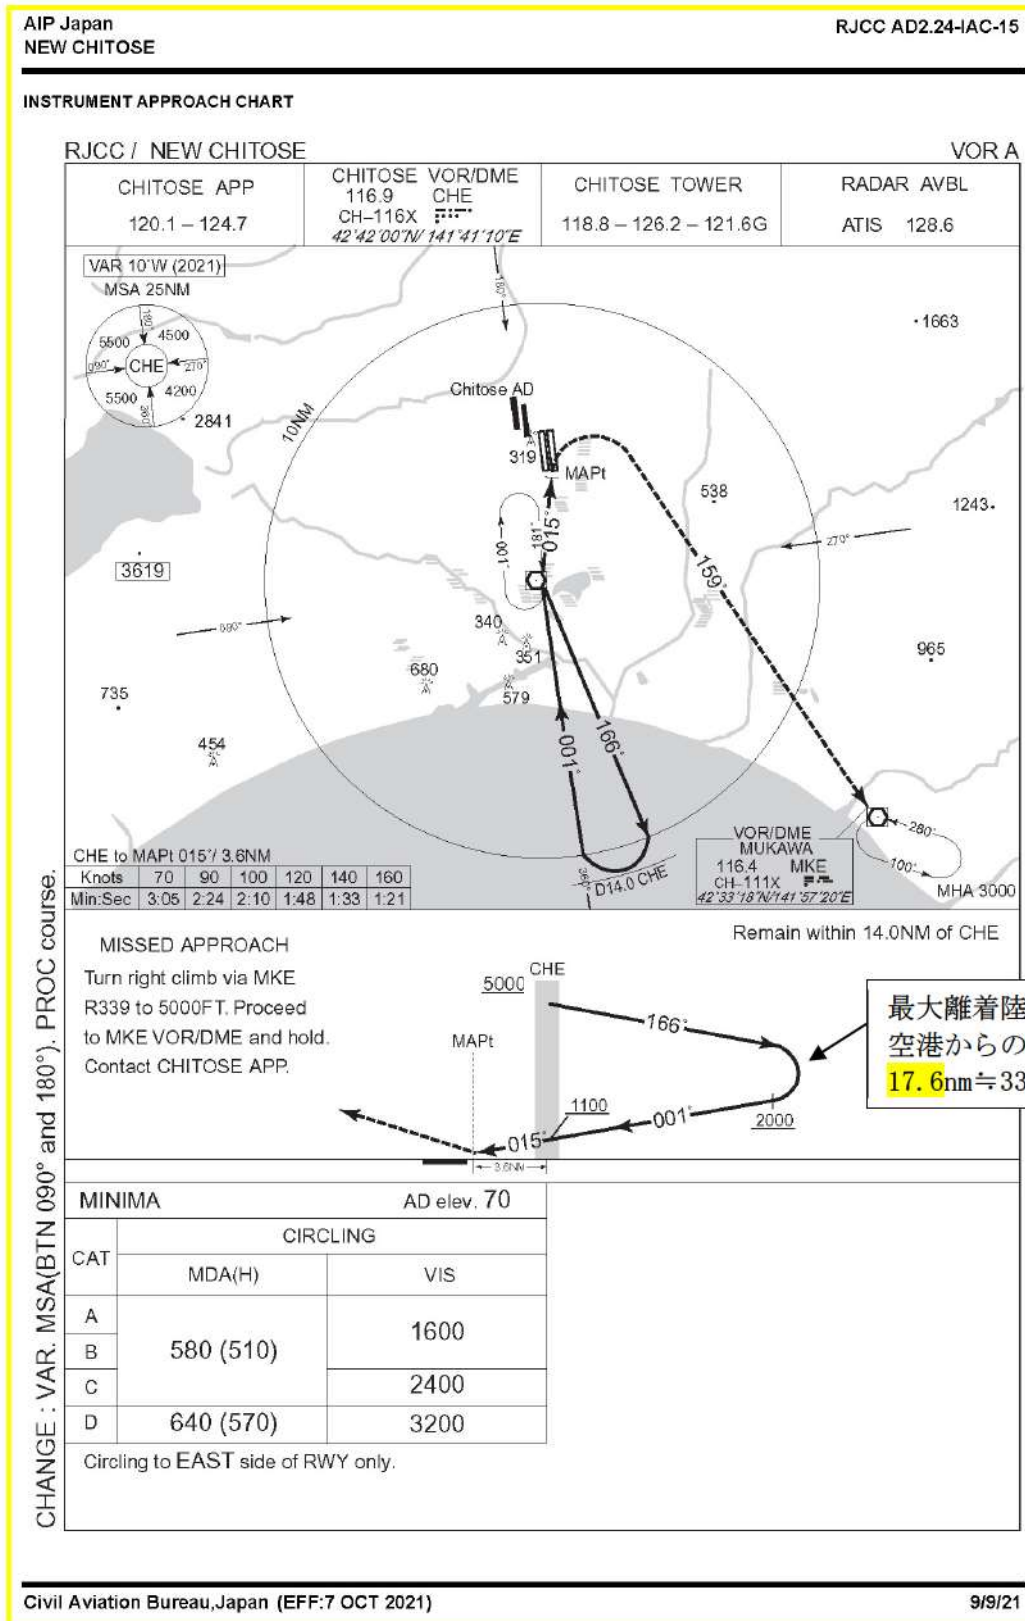 AIP Japan
NEW CHITOSE
RJCC AD2.24-IAC-15
INSTRUMENT APPROACH CHART
RJCC / NEW CHITOSE
VOR A
CHITOSE APP
120.1 – 124.7
CHITOSE VOR/DME
116.9 CHE
CH–116X
42°42'00"N/ 141°41'10"E
CHITOSE TOWER
118.8 – 126.2 – 121.6G
RADAR AVBL
ATIS 128.6
VAR 10°W (2021)
MSA 25NM
180°
5500
4500
090°
CHE
270°
5500
4200
360°
2841
180°
1663
10NM
Chitose AD
319
MAPt
538
1243
3619
001°
181°
015°
270°
159°
090°
340
351
680
579
965
735
454
001°
166°
VOR/DME
MUKAWA
116.4 MKE
CH–111X
42°33'18"N/141°57'20"E
280°
100°
MHA 3000
360°
D14.0 CHE
CHE to MAPt 015°/ 3.6NM
Knots 70 90 100 120 140 160
Min:Sec 3:05 2:24 2:10 1:48 1:33 1:21
MISSED APPROACH
Turn right climb via MKE
R339 to 5000FT. Proceed
to MKE VOR/DME and hold.
Contact CHITOSE APP.
Remain within 14.0NM of CHE
CHE
5000
166°
MAPt
1100
001°
2000
015°
3.6NM
最大離着陸
空港からの
17.6nm≒33
MINIMA AD elev. 70
CAT
CIRCLING
MDA(H) VIS
A
B
580 (510)
1600
C
2400
D 640 (570) 3200
Circling to EAST side of RWY only.
CHANGE : VAR. MSA(BTN 090° and 180°). PROC course.
Civil Aviation Bureau,Japan (EFF:7 OCT 2021)
9/9/21